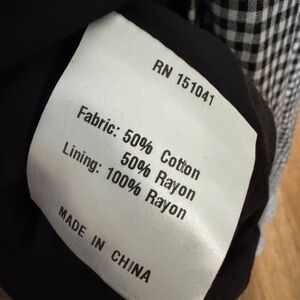 RN 151041
Fabric: 50% Cotton
50% Rayon
Lining: 100% Rayon
MADE IN CHINA